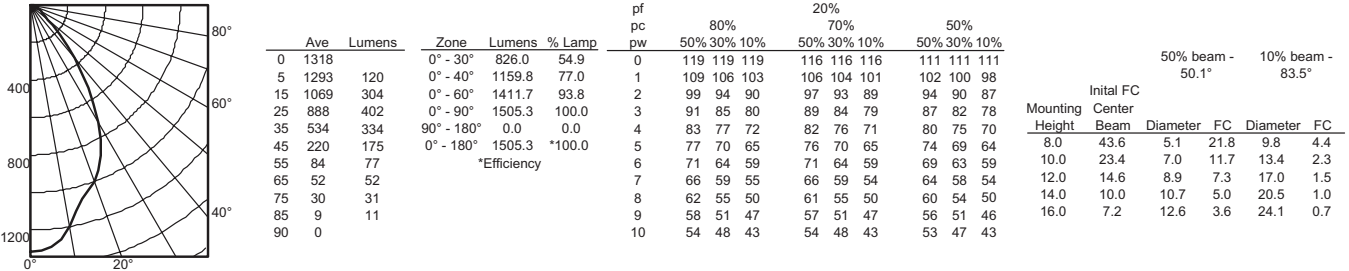 400
800
1200
0°
20°
40°
60°
80°
Ave Lumens
0 1318
5 1293 120
15 1069 304
25 888 402
35 534 334
45 220 175
55 84 77
65 52 52
75 30 31
85 9 11
90 0
Zone Lumens % Lamp
0° - 30° 826.0 54.9
0° - 40° 1159.8 77.0
0° - 60° 1411.7 93.8
0° - 90° 1505.3 100.0
90° - 180° 0.0 0.0
0° - 180° 1505.3 *100.0
*Efficiency
pf 20%
pc 80% 70% 50%
pw 50% 30% 10% 50% 30% 10% 50% 30% 10%
0 119 119 119 116 116 116 111 111 111
1 109 106 103 106 104 101 102 100 98
2 99 94 90 97 93 89 94 90 87
3 91 85 80 89 84 79 87 82 78
4 83 77 72 82 76 71 80 75 70
5 77 70 65 76 70 65 74 69 64
6 71 64 59 71 64 59 69 63 59
7 66 59 55 66 59 54 64 58 54
8 62 55 50 61 55 50 60 54 50
9 58 51 47 57 51 47 56 51 46
10 54 48 43 54 48 43 53 47 43
50% beam - 10% beam -
50.1° 83.5°
Inital FC
Mounting Center
Height Beam Diameter FC Diameter FC
8.0 43.6 5.1 21.8 9.8 4.4
10.0 23.4 7.0 11.7 13.4 2.3
12.0 14.6 8.9 7.3 17.0 1.5
14.0 10.0 10.7 5.0 20.5 1.0
16.0 7.2 12.6 3.6 24.1 0.7